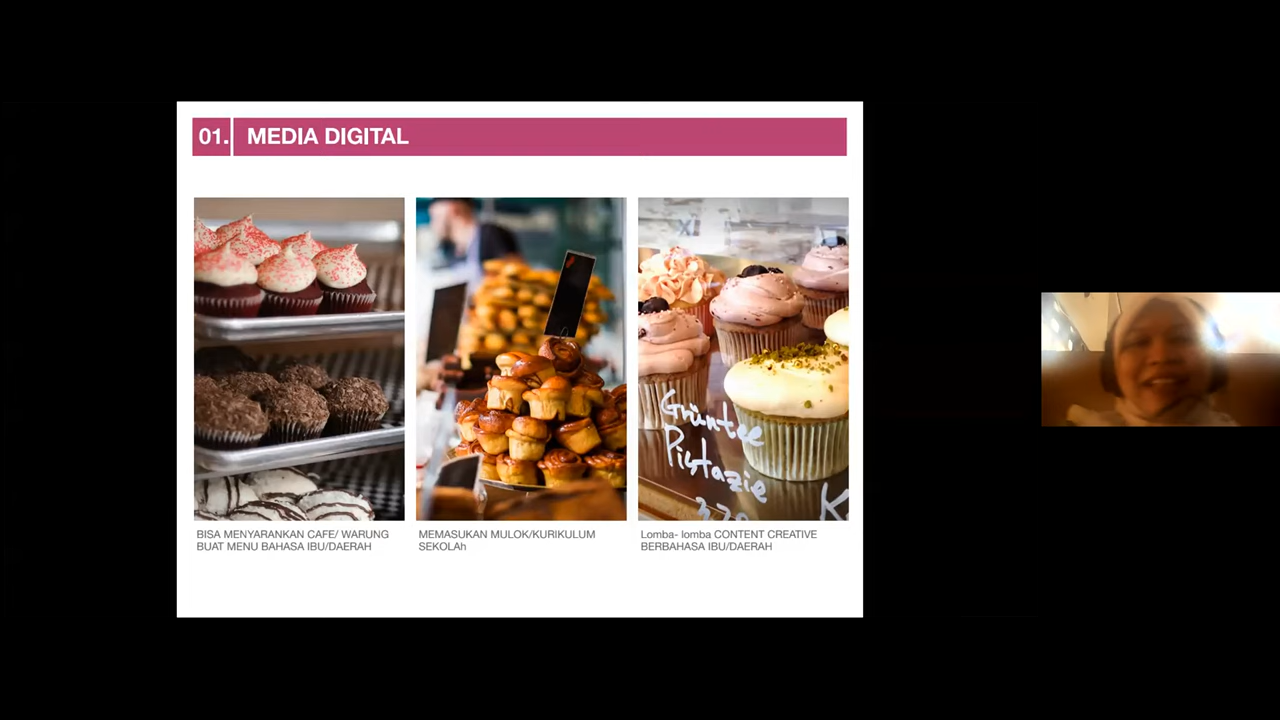 01. MEDIA DIGITAL
BISA MENYARANKAN CAFE/ WARUNG
BUAT MENU BAHASA IBU/DAERAH
MEMASUKAN MULOK/KURIKULUM
SEKOLAh
Grüntee
Pistazie
Lomba- lomba CONTENT CREATIVE
BERBAHASA IBU/DAERAH